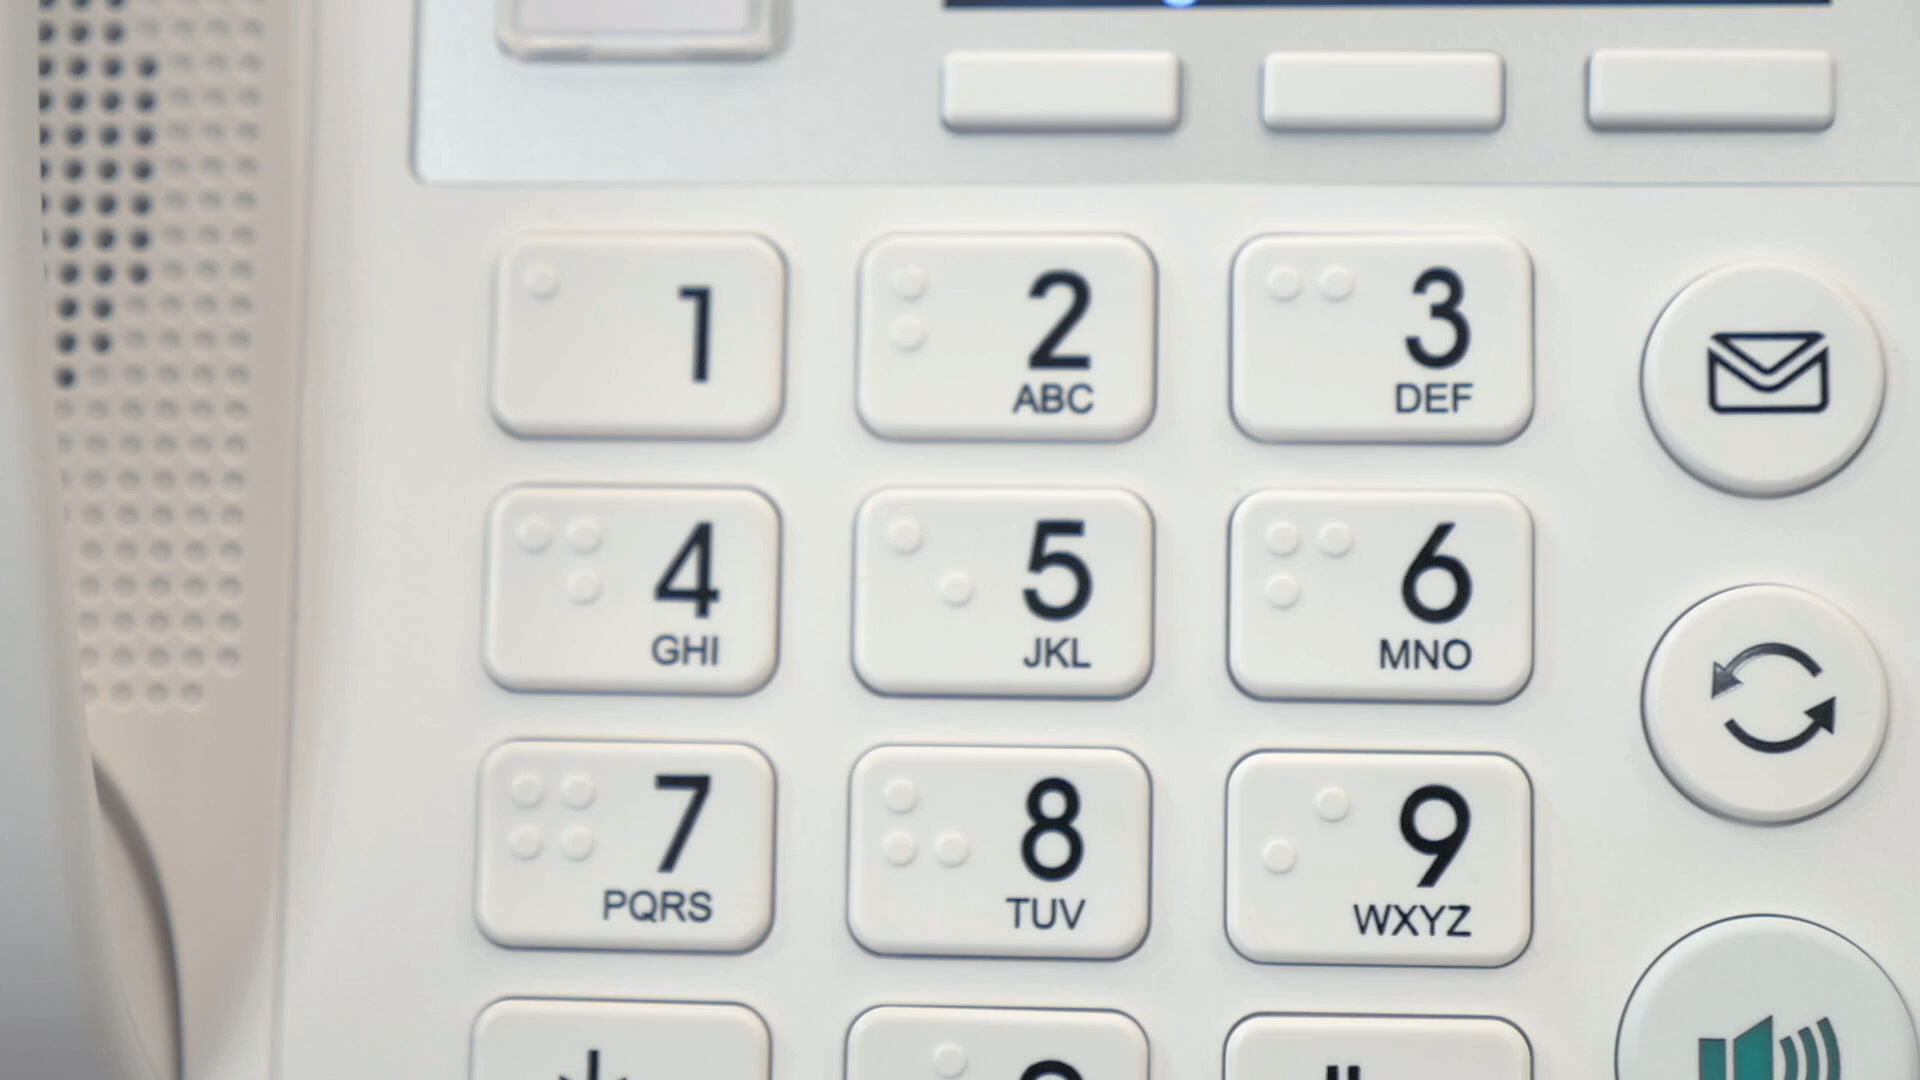 1 2 3
ABC DEF
4 5 6
GHI JKL MNO
7 8 9
PQRS TUV WXYZ